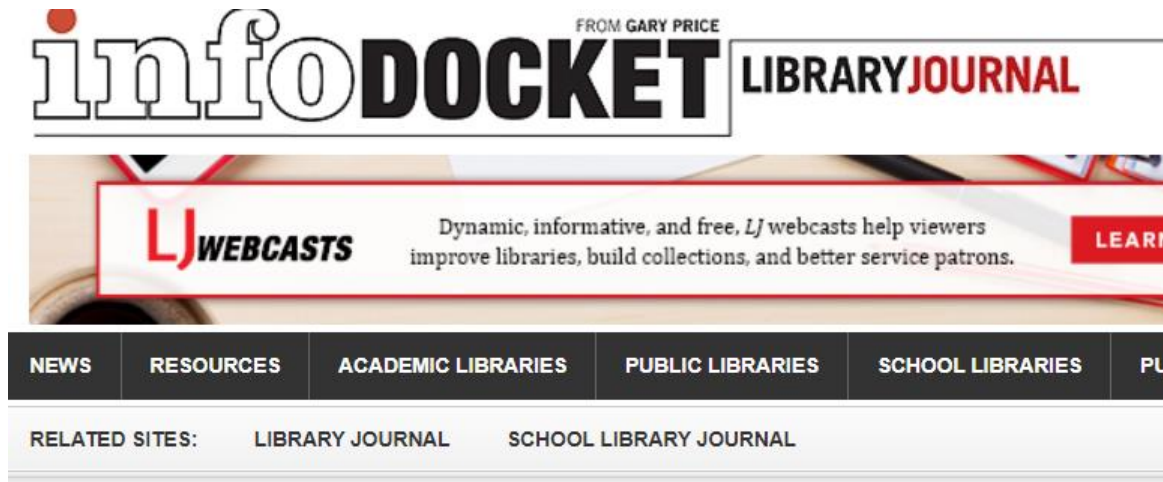 FROM GARY PRICE
infoDOCKET LIBRARYJOURNAL
LJ WEBCASTS
Dynamic, informative, and free, LJ webcasts help viewers
improve libraries, build collections, and better service patrons.
LEARN
NEWS RESOURCES ACADEMIC LIBRARIES PUBLIC LIBRARIES SCHOOL LIBRARIES
RELATED SITES: LIBRARY JOURNAL SCHOOL LIBRARY JOURNAL